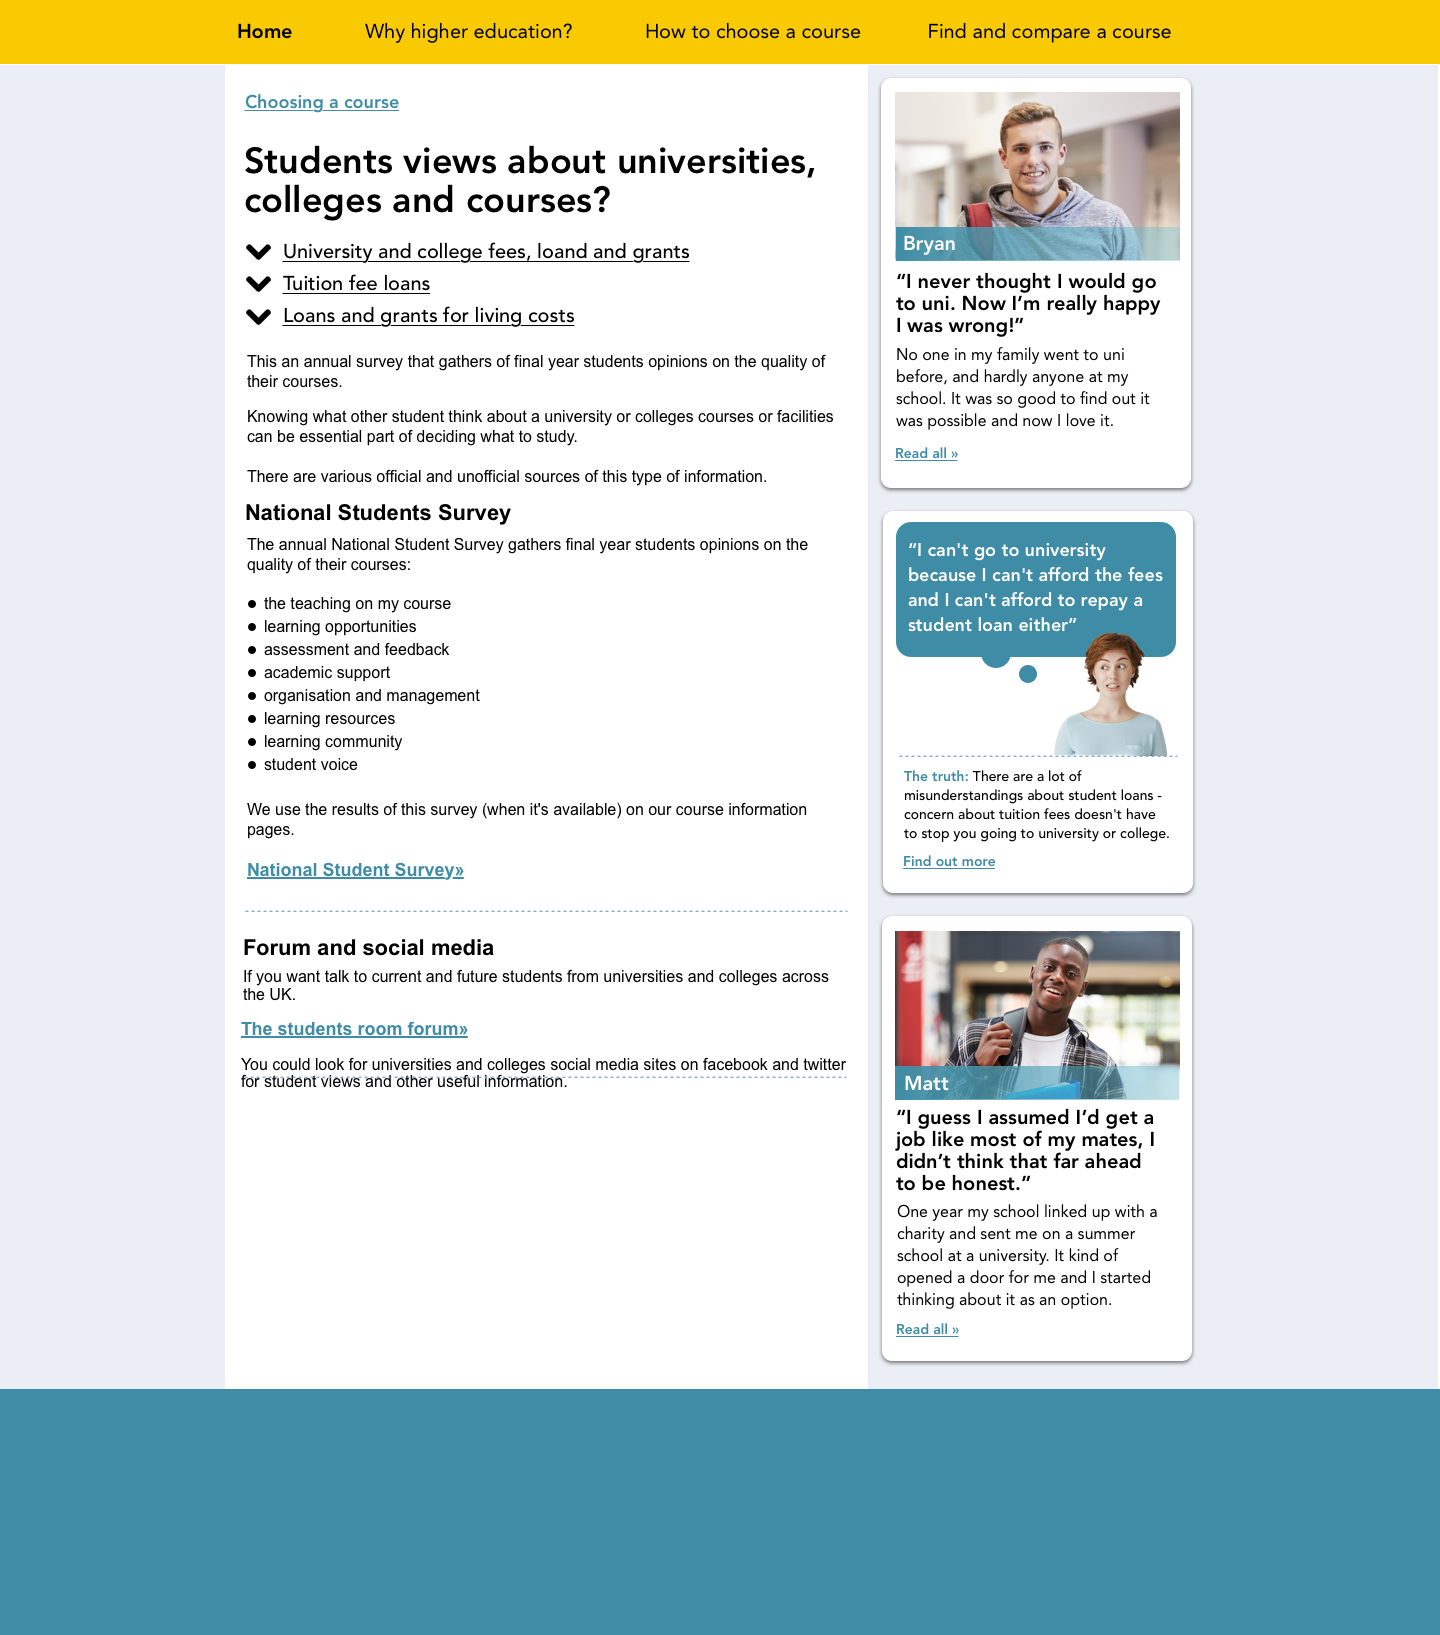 Home Why higher education? How to choose a course Find and compare a course
Choosing a course
Students views about universities,
colleges and courses?
University and college fees, loand and grants
Tuition fee loans
Loans and grants for living costs
This an annual survey that gathers of final year students opinions on the quality of
their courses.
Knowing what other student think about a university or colleges courses or facilities
can be essential part of deciding what to study.
There are various official and unofficial sources of this type of information.
National Students Survey
The annual National Student Survey gathers final year students opinions on the
quality of their courses:
● the teaching on my course
● learning opportunities
● assessment and feedback
● academic support
● organisation and management
● learning resources
● learning community
● student voice
We use the results of this survey (when it's available) on our course information
pages.
National Student Survey»
Forum and social media
If you want talk to current and future students from universities and colleges across
the UK.
The students room forum»
You could look for universities and colleges social media sites on facebook and twitter
for student views and other useful information.
Bryan
“I never thought I would go
to uni. Now I’m really happy
I was wrong!”
No one in my family went to uni
before, and hardly anyone at my
school. It was so good to find out it
was possible and now I love it.
Read all »
“I can't go to university
because I can't afford the fees
and I can't afford to repay a
student loan either”
The truth: There are a lot of
misunderstandings about student loans -
concern about tuition fees doesn't have
to stop you going to university or college.
Find out more
Matt
“I guess I assumed I’d get a
job like most of my mates, I
didn’t think that far ahead
to be honest.”
One year my school linked up with a
charity and sent me on a summer
school at a university. It kind of
opened a door for me and I started
thinking about it as an option.
Read all »